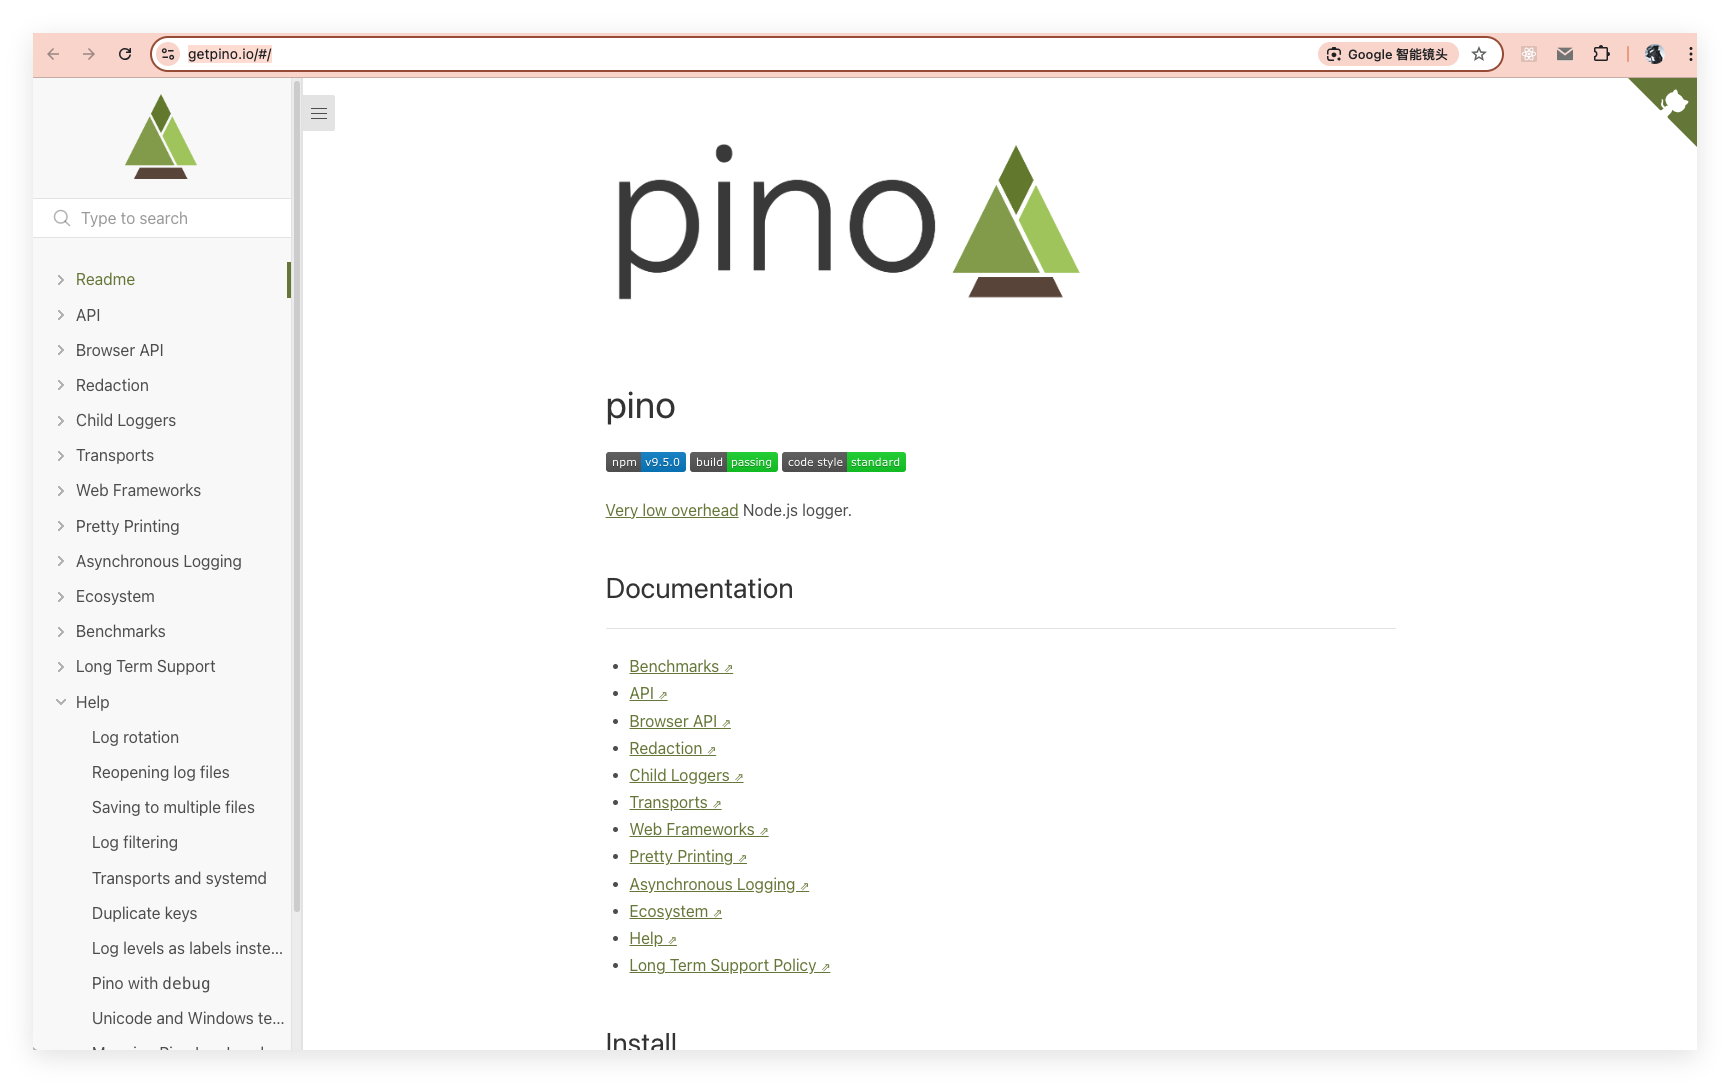 getpino.io/#/
Google 智能镜头
Type to search
Readme
API
Browser API
Redaction
Child Loggers
Transports
Web Frameworks
Pretty Printing
Asynchronous Logging
Ecosystem
Benchmarks
Long Term Support
Help
Log rotation
Reopening log files
Saving to multiple files
Log filtering
Transports and systemd
Duplicate keys
Log levels as labels inste...
Pino with debug
Unicode and Windows te...
pino
pino
npm v9.5.0 build passing code style standard
Very low overhead Node.js logger.
Documentation
Benchmarks ⇗
API ⇗
Browser API ⇗
Redaction ⇗
Child Loggers ⇗
Transports ⇗
Web Frameworks ⇗
Pretty Printing ⇗
Asynchronous Logging ⇗
Ecosystem ⇗
Help ⇗
Long Term Support Policy ⇗
Install